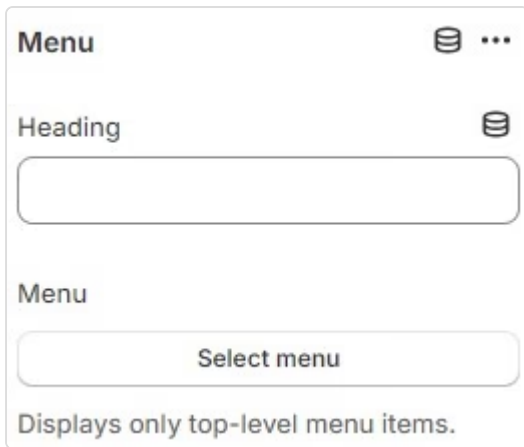 Menu
Heading
Menu
Select menu
Displays only top-level menu items.